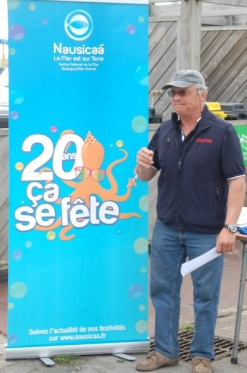 Nausicaá
La Mer est sur Terre
Centre National de la Mer
Boulogne/Mer, France
20 ans
ça
se fête
Suivez l'actualité de nos festivités
sur www.nausicaa.fr